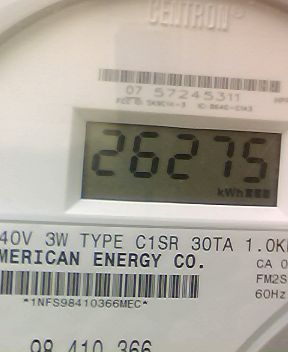 CENTRON®
07 57245311
26275
kWh
40V 3W TYPE C1SR 30TA 1.0K
MERICAN ENERGY CO.
CA 0
FM2S
*1NFS98410366MEC*
60Hz
98 410 366